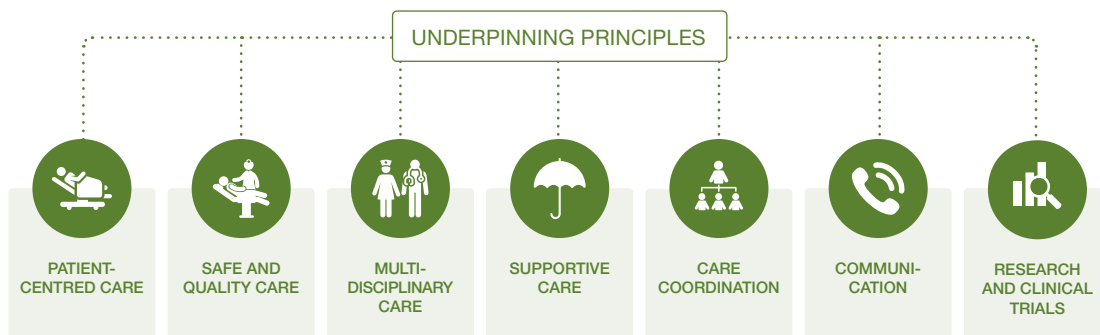 UNDERPINNING PRINCIPLES
PATIENT-
CENTRED CARE
SAFE AND
QUALITY CARE
MULTI-
DISCIPLINARY
CARE
SUPPORTIVE
CARE
CARE
COORDINATION
COMMUNI-
CATION
RESEARCH
AND CLINICAL
TRIALS